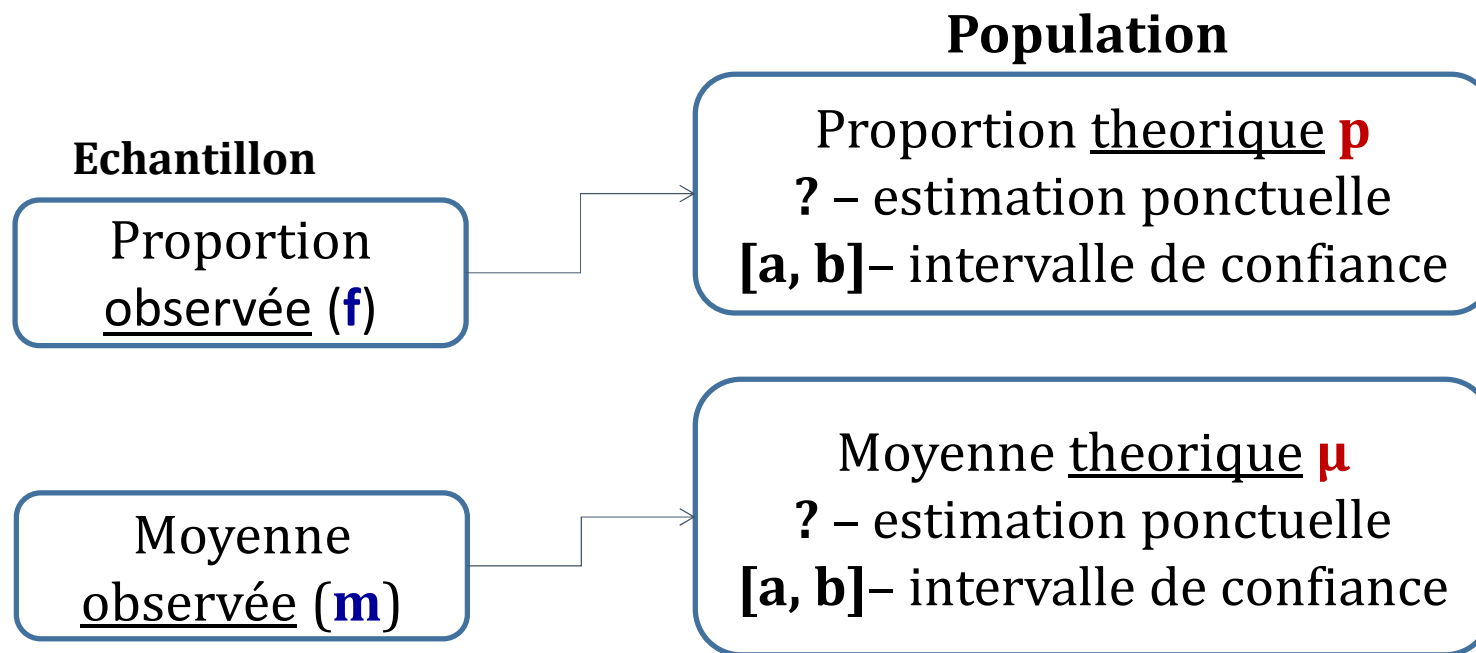 Population
Proportion theorique p
? – estimation ponctuelle
[a, b]– intervalle de confiance
Echantillon
Proportion
observée (f)
Moyenne theorique µ
? – estimation ponctuelle
[a, b]– intervalle de confiance
Moyenne
observée (m)